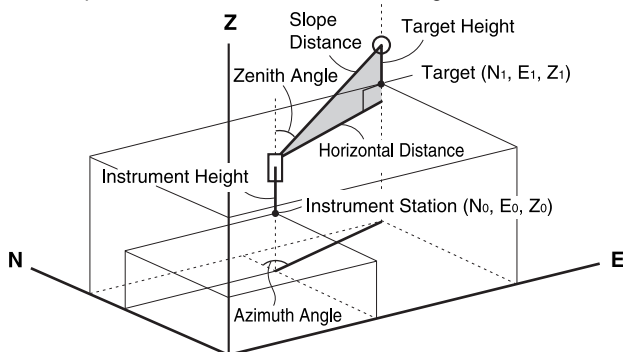 Slope
Distance
Target Height
Z
Zenith Angle
Target (N1, E1, Z1)
Horizontal Distance
Instrument Height
Instrument Station (N0, E0, Z0)
N
E
Azimuth Angle